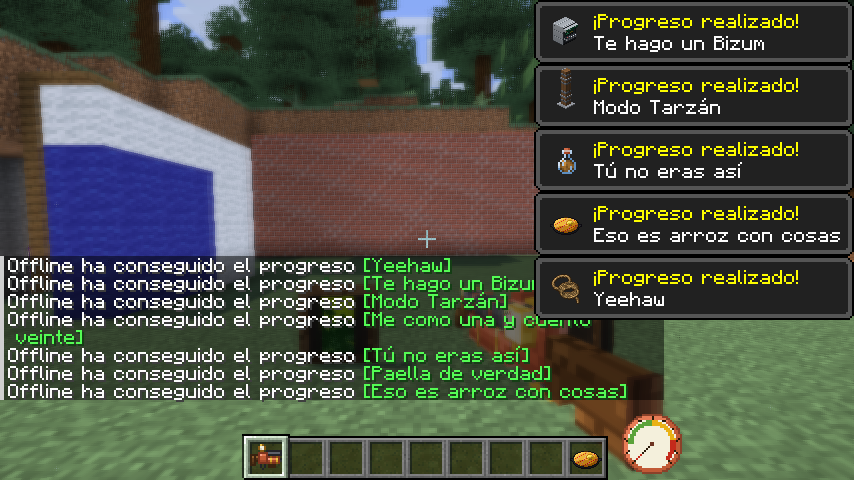 ¡Progreso realizado!
Te hago un Bizum
¡Progreso realizado!
Modo Tarzán
¡Progreso realizado!
Tú no eras así
¡Progreso realizado!
Eso es arroz con cosas
¡Progreso realizado!
Yeehaw
Offline ha conseguido el progreso [Yeehaw]
Offline ha conseguido el progreso [Te hago un Bizu
Offline ha conseguido el progreso [Modo Tarzán]
Offline ha conseguido el progreso [Me como una y cuento
veinte]
Offline ha conseguido el progreso [Tú no eras así]
Offline ha conseguido el progreso [Paella de verdad]
Offline ha conseguido el progreso [Eso es arroz con cosas]